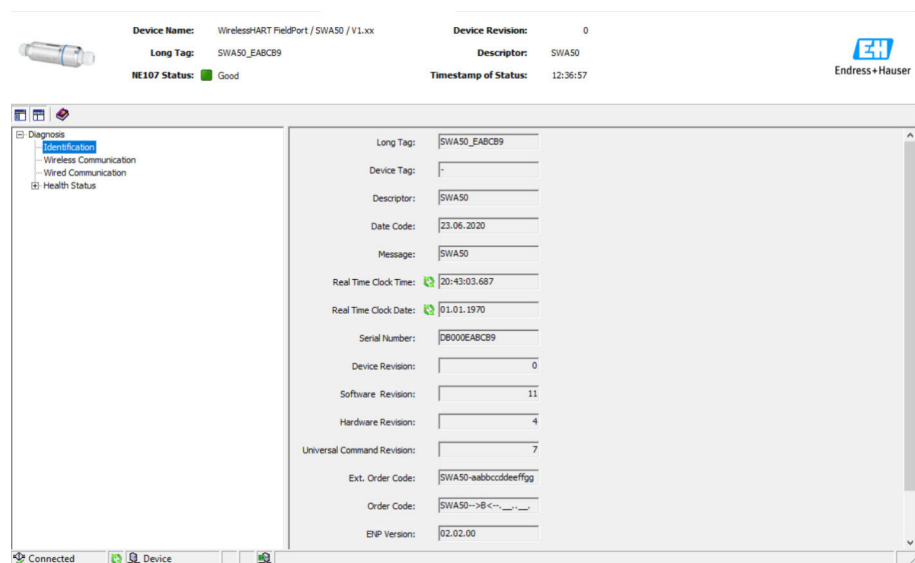 Device Name: WirelessHART FieldPort / SWA50 / V1.xx Device Revision: 0
Long Tag: SWA50_EABCB9 Descriptor: SWA50
NE107 Status: Good Timestamp of Status: 12:36:57
EH
Endress+Hauser
Diagnosis
Identification
Wireless Communication
Wired Communication
Health Status
Long Tag: SWA50_EABCB9
Device Tag: -
Descriptor: SWA50
Date Code: 23.06.2020
Message: SWA50
Real Time Clock Time: 20:43:03.687
Real Time Clock Date: 01.01.1970
Serial Number: DB000EABCB9
Device Revision: 0
Software Revision: 11
Hardware Revision: 4
Universal Command Revision: 7
Ext. Order Code: SWA50-aabbccddeeffgg
Order Code: SWA50-->B<--.__..__.
ENP Version: 02.02.00
Connected Device